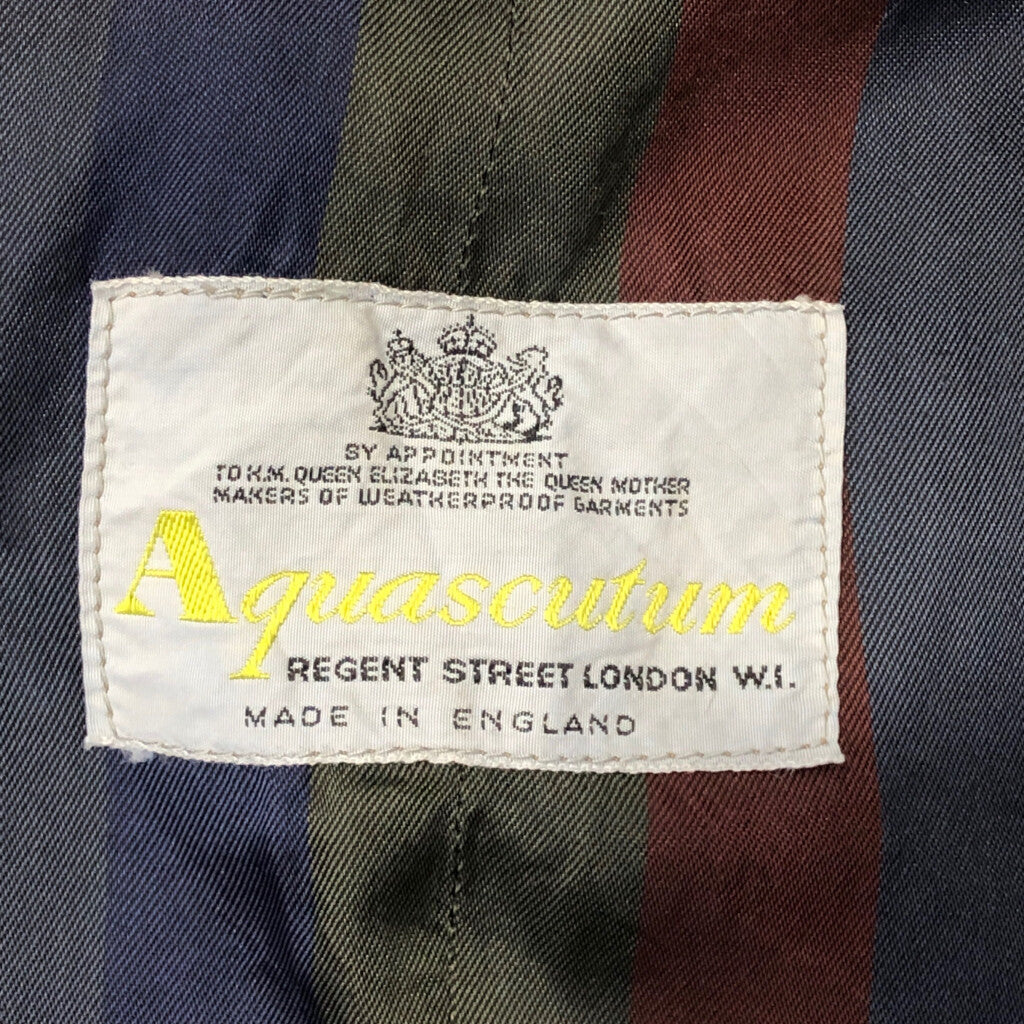 BY APPOINTMENT
TO H.M. QUEEN ELIZABETH THE QUEEN MOTHER
MAKERS OF WEATHERPROOF GARMENTS
Aquascutum
REGENT STREET LONDON W.I.
MADE IN ENGLAND